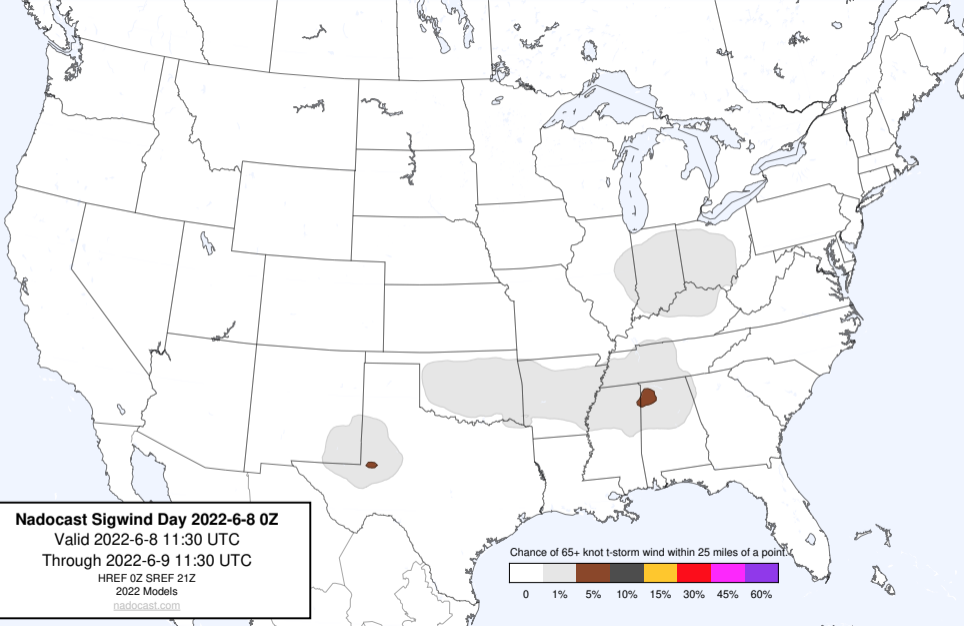 Nadocast Sigwind Day 2022-6-8 0Z
Valid 2022-6-8 11:30 UTC
Through 2022-6-9 11:30 UTC
HREF 0Z SREF 21Z
2022 Models
nadocast.com
Chance of 65+ knot t-storm wind within 25 miles of a point.
0 1% 5% 10% 15% 30% 45% 60%